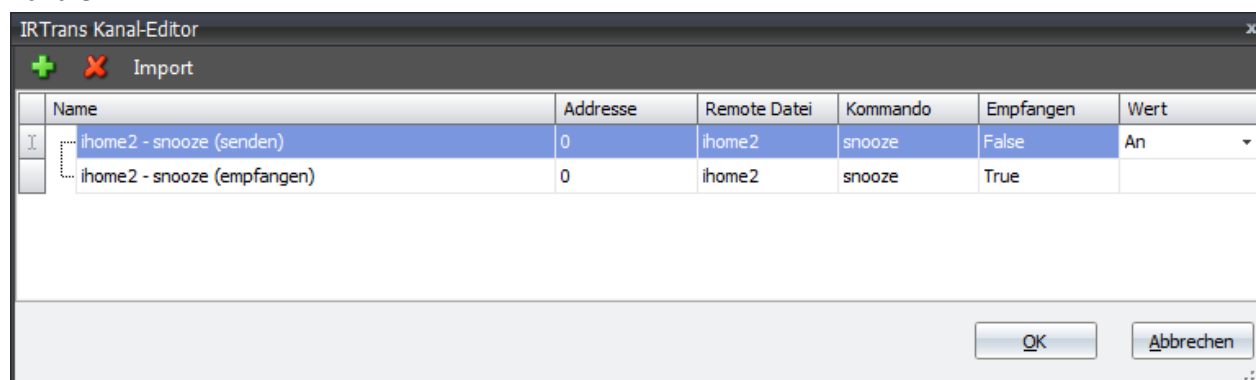 IRTrans Kanal-Editor x
Import
Name Addresse Remote Datei Kommando Empfangen Wert
ihome2 - snooze (senden) 0 ihome2 snooze False An
ihome2 - snooze (empfangen) 0 ihome2 snooze True
OK Abbrechen